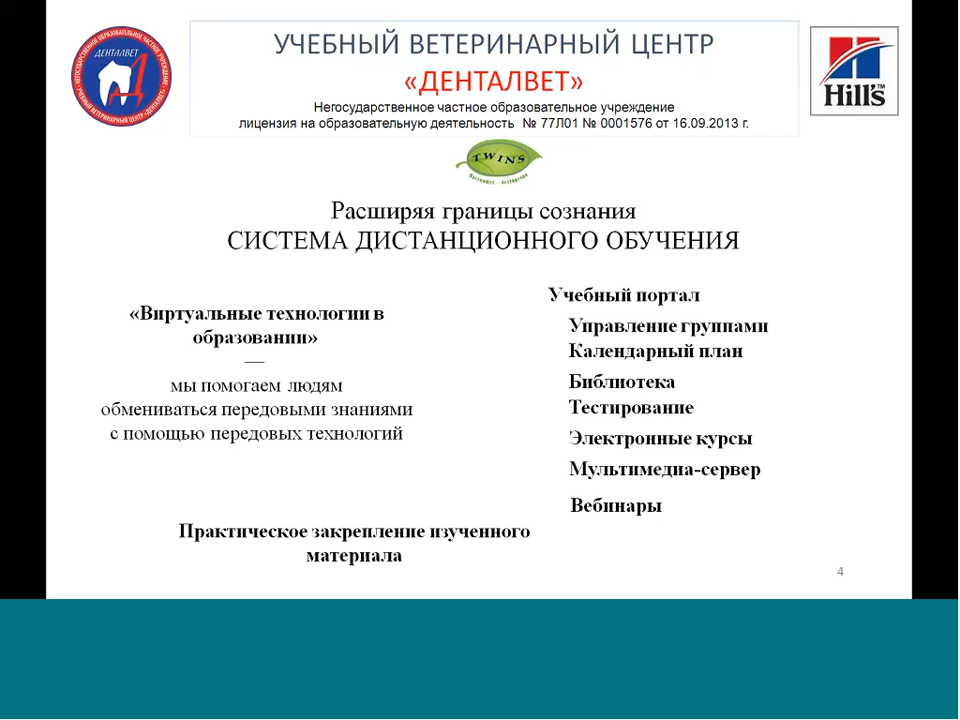 УЧЕБНЫЙ ВЕТЕРИНАРНЫЙ ЦЕНТР
«ДЕНТАЛВЕТ»
Негосударственное частное образовательное учреждение
лицензия на образовательную деятельность № 77Л01 № 0001576 от 16.09.2013 г.
ДЕНТАЛВЕТ
Hill's™
TWINS
Расширяя границы сознания
СИСТЕМА ДИСТАНЦИОННОГО ОБУЧЕНИЯ
«Виртуальные технологии в
образовании»
—
мы помогаем людям
обмениваться передовыми знаниями
с помощью передовых технологий
Учебный портал
Управление группами
Календарный план
Библиотека
Тестирование
Электронные курсы
Мультимедиа-сервер
Вебинары
Практическое закрепление изученного
материала
4